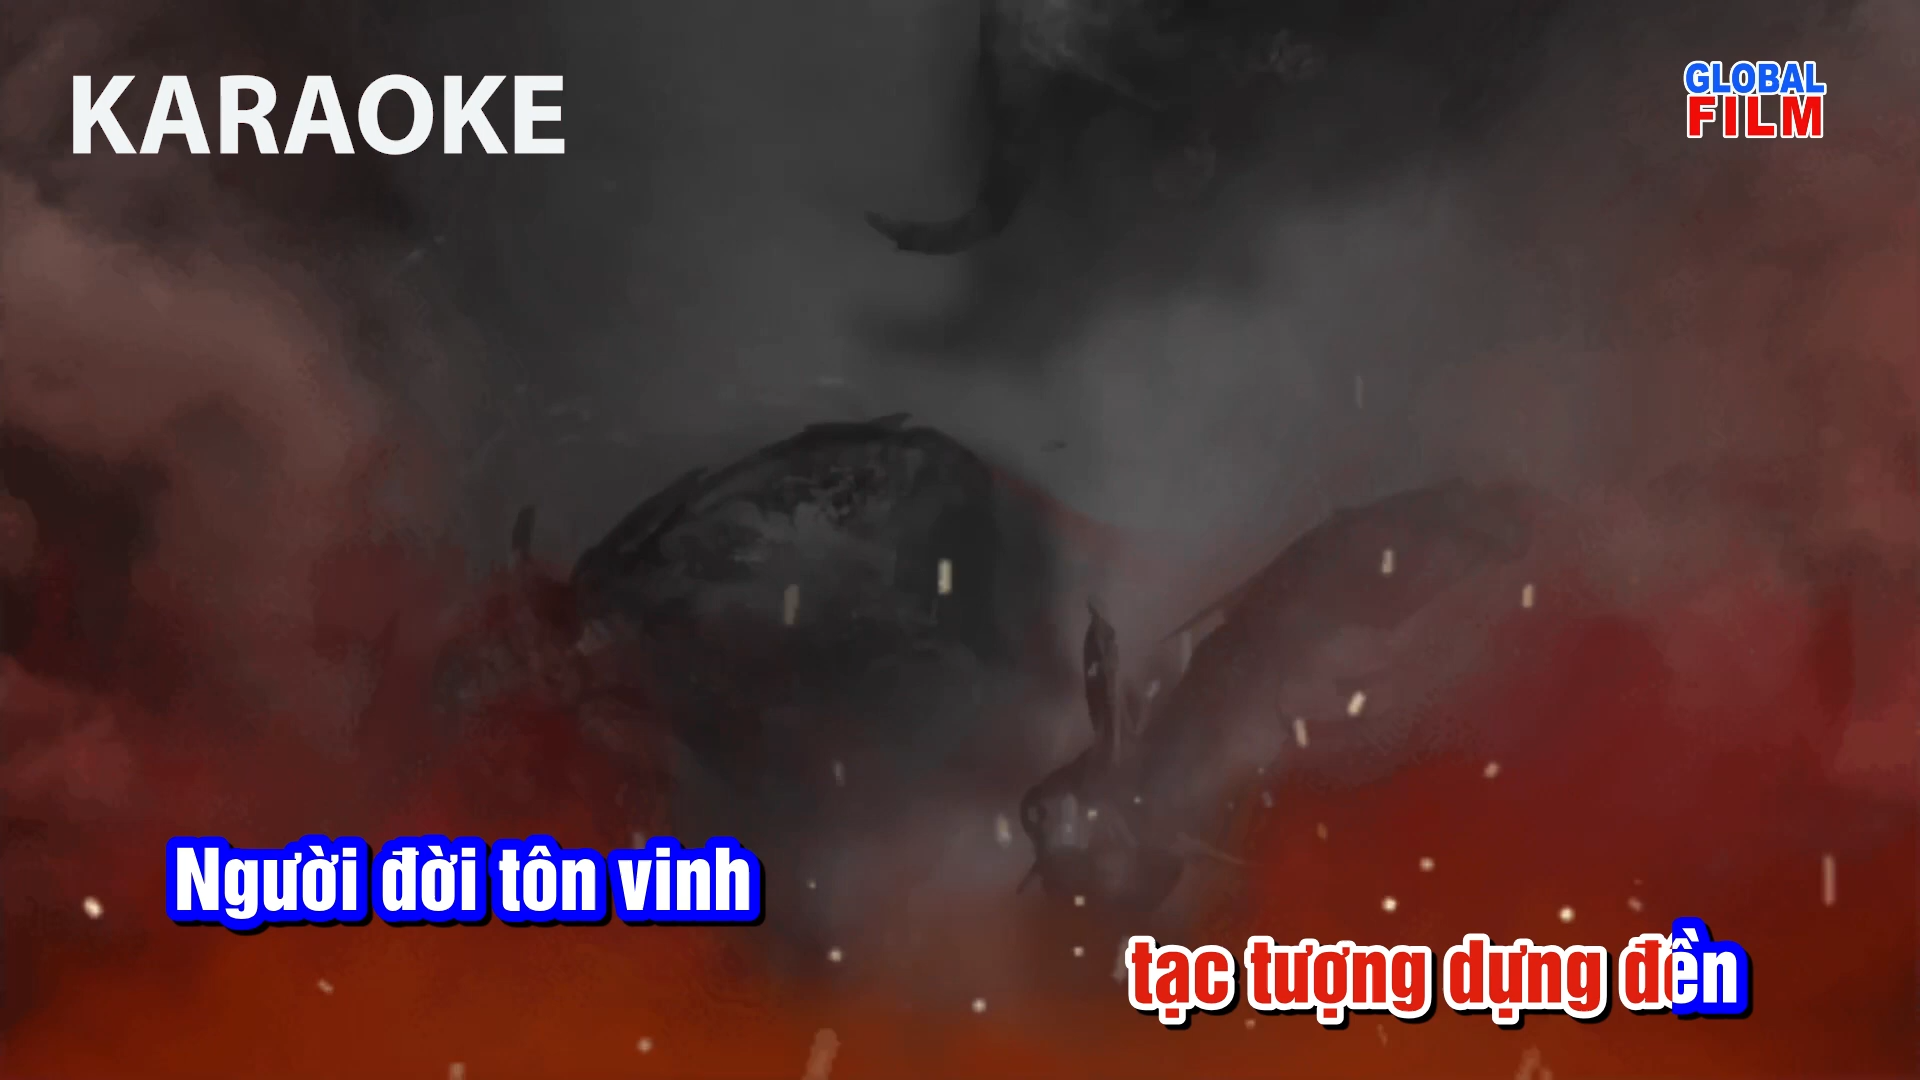 KARAOKE
GLOBAL
FILM
Người đời tôn vinh
tạc tượng dựng đền